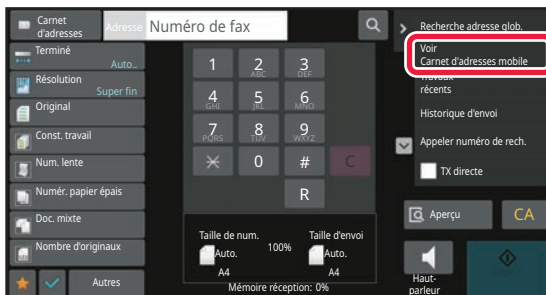 Carnet
d'adresses
Adresse
Numéro de fax
Terminé
Auto..
Résolution
Super fin
Original
Const. travail
Num. lente
Numér. papier
épais
Doc. mixte
Nombre d'originaux
Autres
1
2
ABC
3
DEF
4
GHI
5
JKL
6
MNO
7
PQRS
8
TUV
9
WXYZ
0
#
C
R
Taille de num.
Auto.
A4
100%
Taille d'envoi
Auto.
A4
Mémoire réception: 0%
Recherche adresse glob.
Voir
Carnet d'adresses mobile
Travaux
récents
Historique d'envoi
Appeler numéro de rech.
TX directe
Aperçu
CA
Haut-
parleur